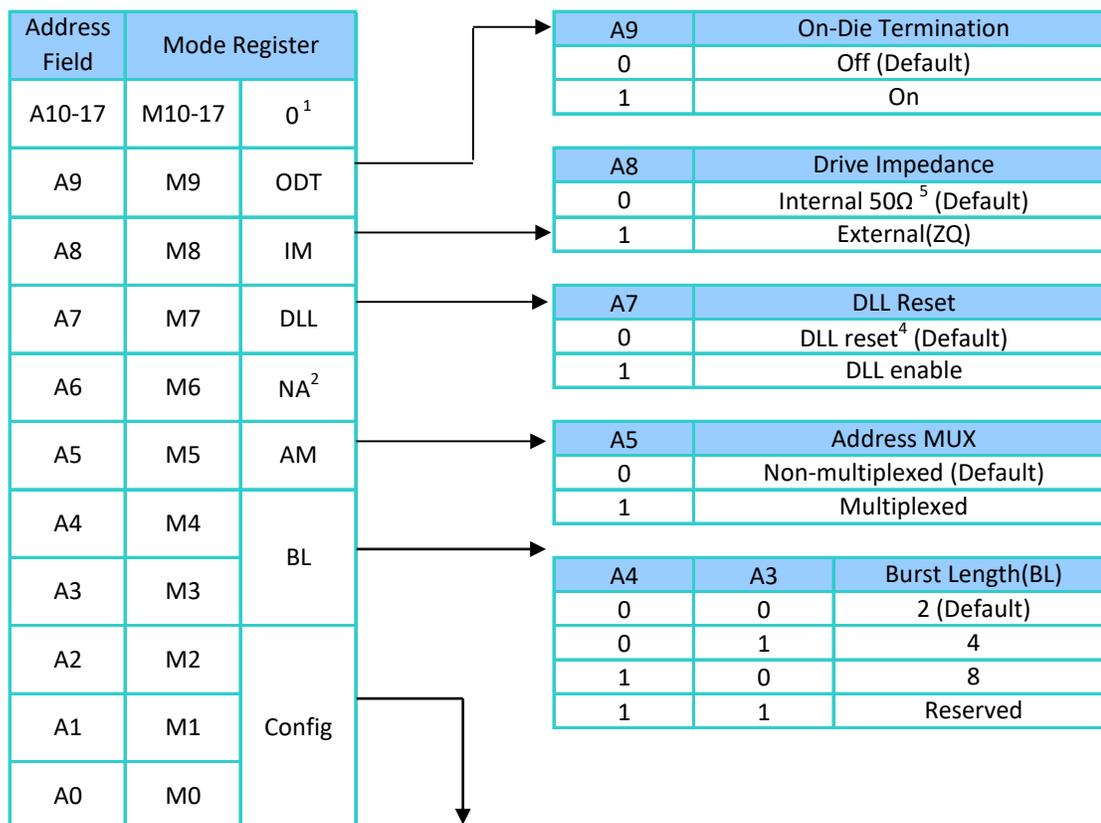 Address Field Mode Register
A10-17 M10-17 0 1
A9 M9 ODT
A8 M8 IM
A7 M7 DLL
A6 M6 NA2
A5 M5 AM
A4 M4 BL
A3 M3
A2 M2 Config
A1 M1
A0 M0
A9 On-Die Termination
0 Off (Default)
1 On
A8 Drive Impedance
0 Internal 50Ω 5 (Default)
1 External(ZQ)
A7 DLL Reset
0 DLL reset4 (Default)
1 DLL enable
A5 Address MUX
0 Non-multiplexed (Default)
1 Multiplexed
A4 A3 Burst Length(BL)
0 0 2 (Default)
0 1 4
1 0 8
1 1 Reserved